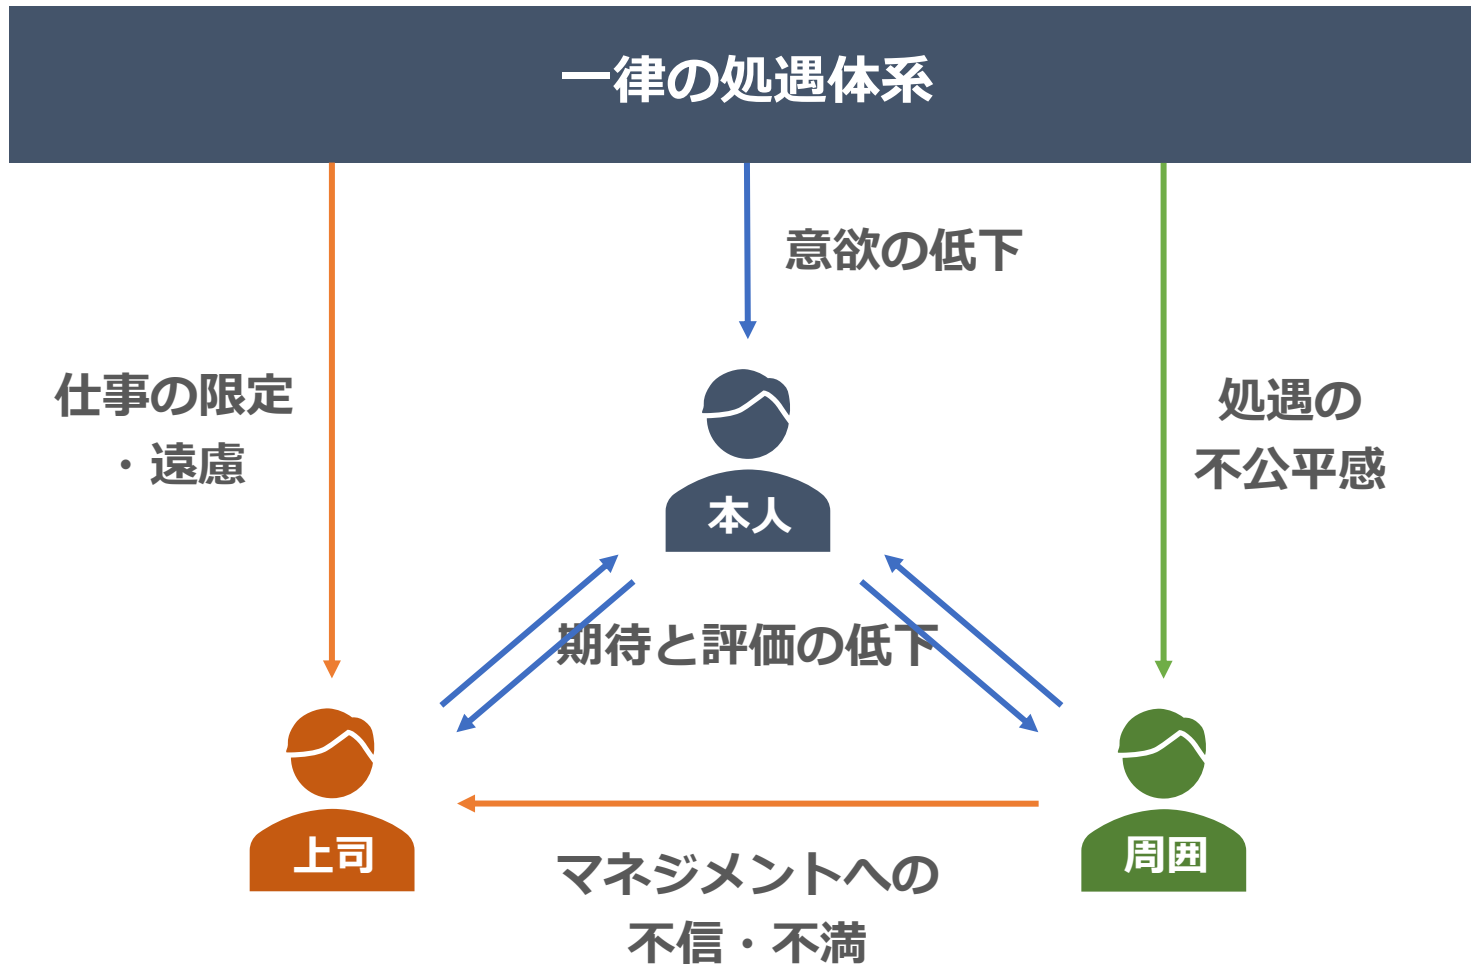 一律の処遇体系
意欲の低下
仕事の限定
・遠慮
処遇の
不公平感
本人
期待と評価の低下
上司
周囲
マネジメントへの
不信・不満